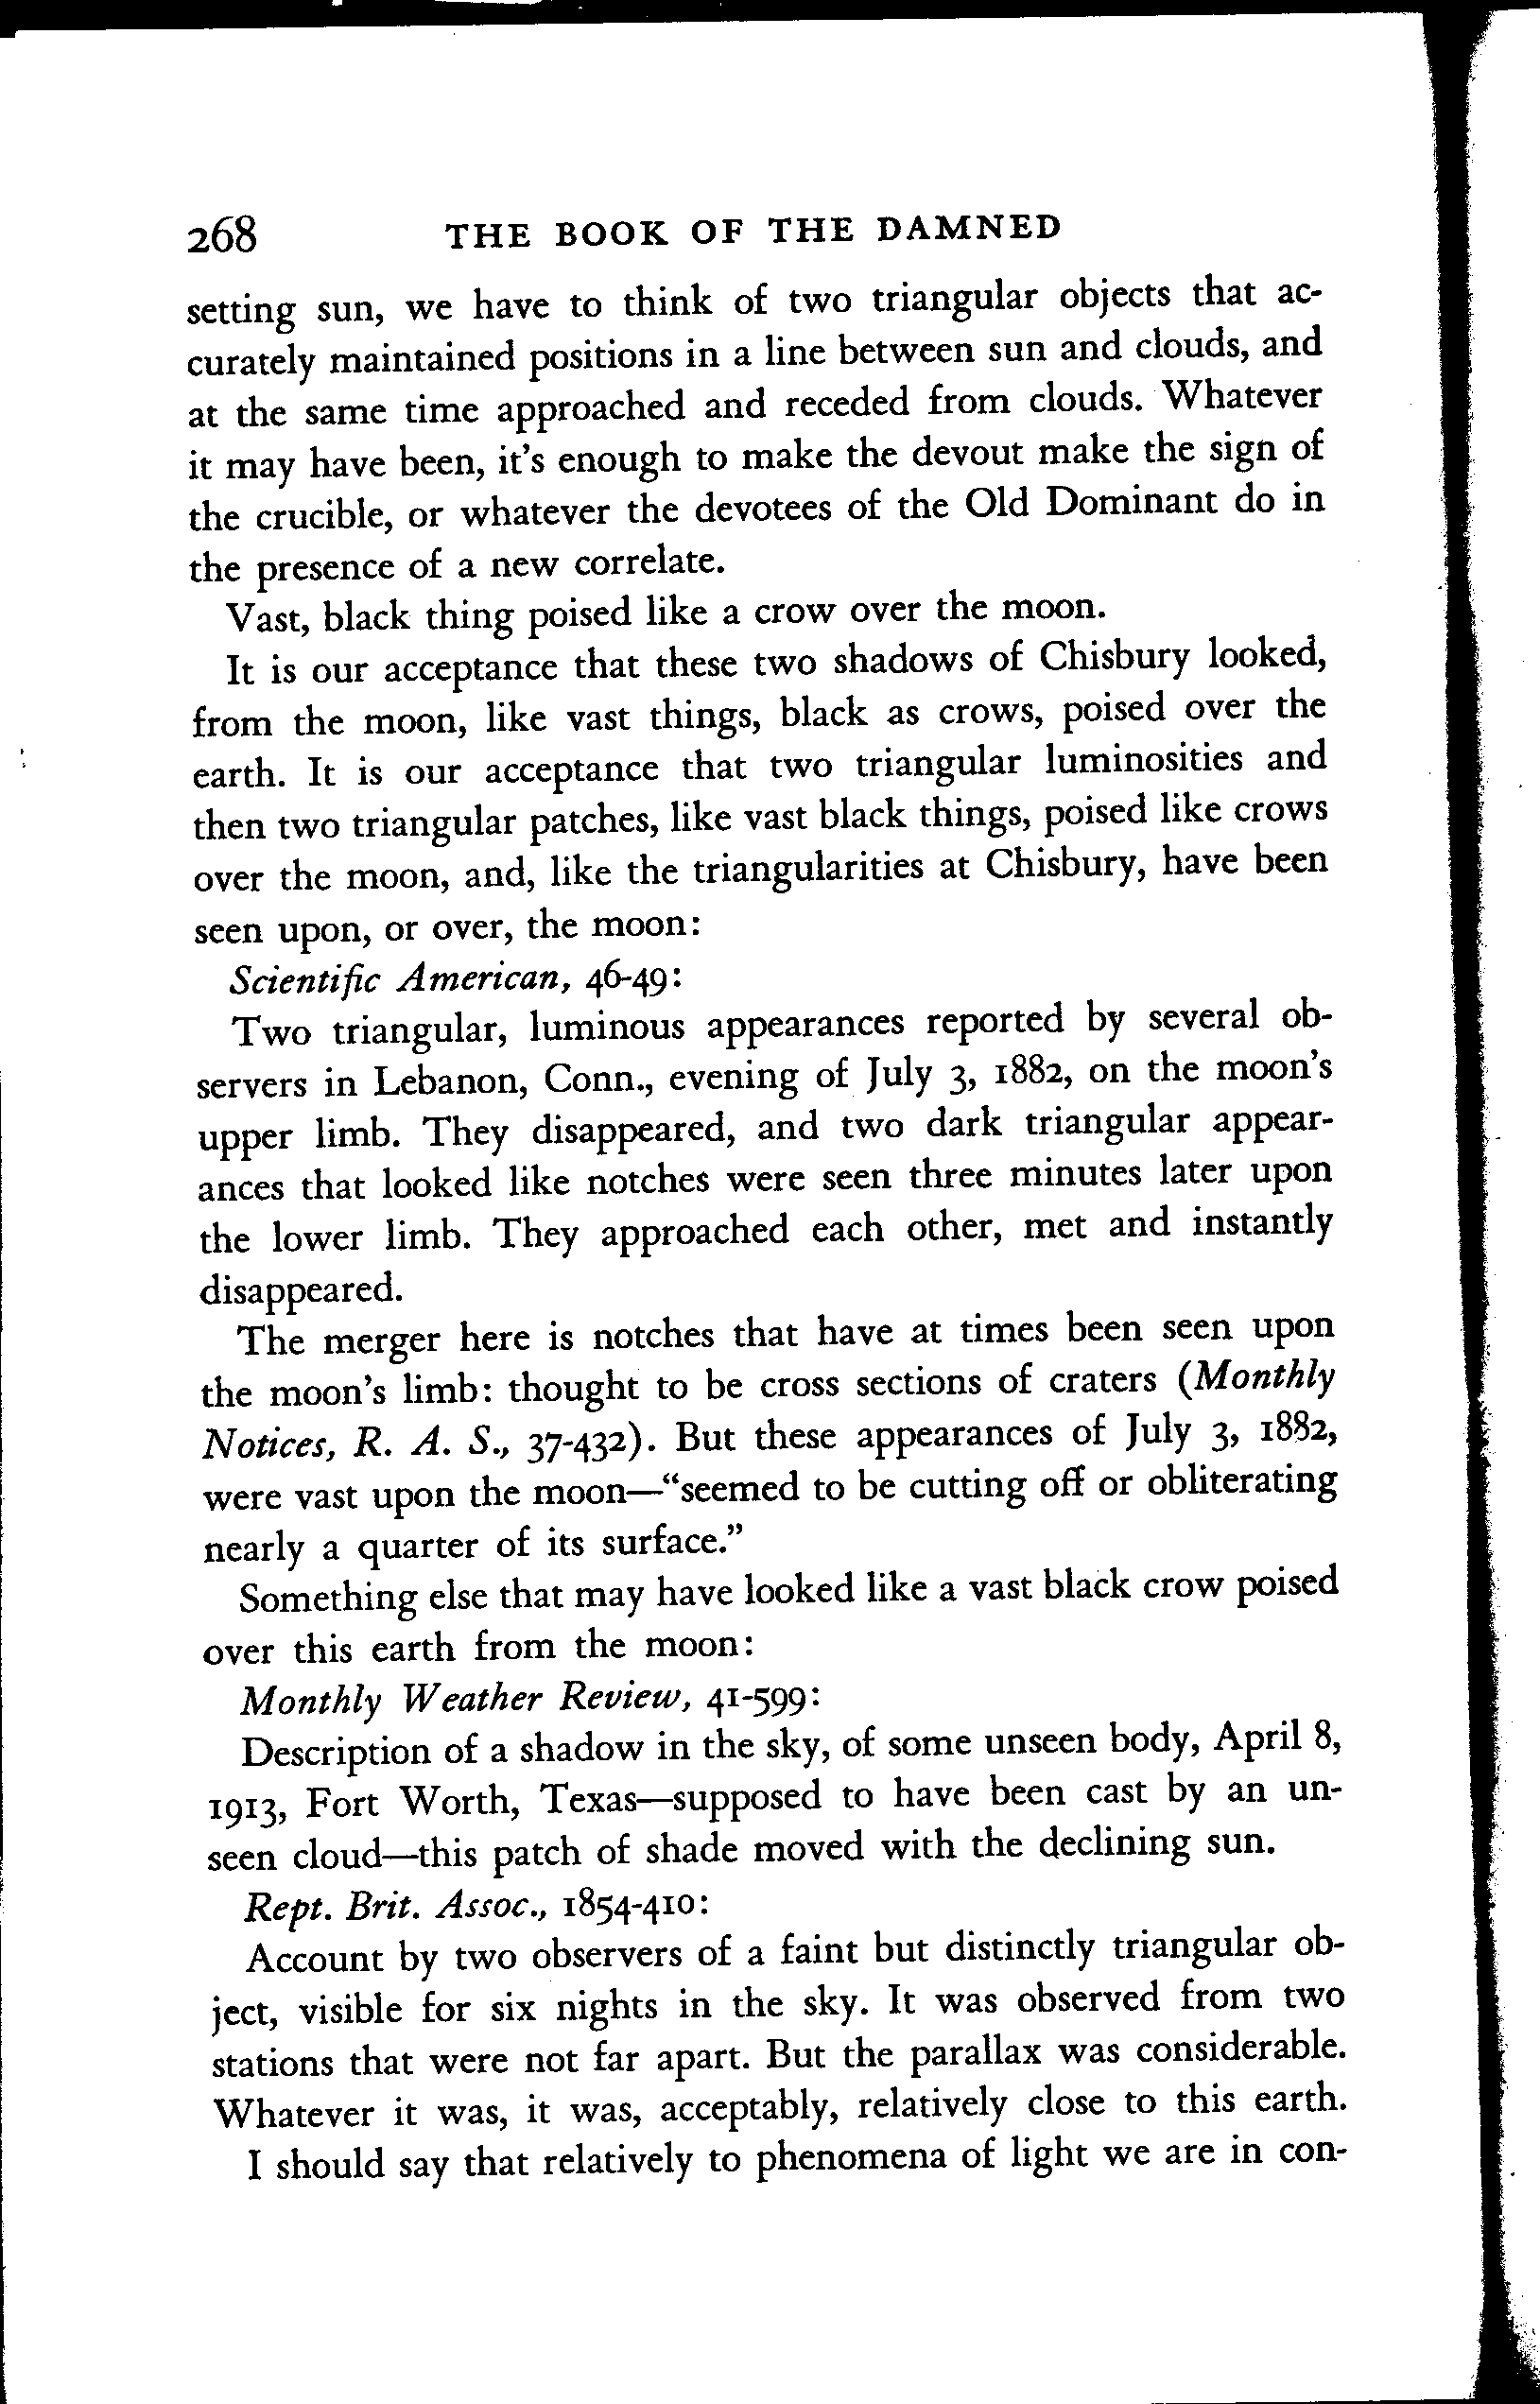 268 THE BOOK OF THE DAMNED
setting sun, we have to think of two triangular objects that ac-
curately maintained positions in a line between sun and clouds, and
at the same time approached and receded from clouds. Whatever
it may have been, it's enough to make the devout make the sign of
the crucible, or whatever the devotees of the Old Dominant do in
the presence of a new correlate.
Vast, black thing poised like a crow over the moon.
It is our acceptance that these two shadows of Chisbury looked,
from the moon, like vast things, black as crows, poised over the
earth. It is our acceptance that two triangular luminosities and
then two triangular patches, like vast black things, poised like crows
over the moon, and, like the triangularities at Chisbury, have been
seen upon, or over, the moon:
Scientific American, 46-49:
Two triangular, luminous appearances reported by several ob-
servers in Lebanon, Conn., evening of July 3, 1882, on the moon's
upper limb. They disappeared, and two dark triangular appear-
ances that looked like notches were seen three minutes later upon
the lower limb. They approached each other, met and instantly
disappeared.
The merger here is notches that have at times been seen upon
the moon's limb: thought to be cross sections of craters (Monthly
Notices, R. A. S., 37-432). But these appearances of July 3, 1882,
were vast upon the moon—"seemed to be cutting off or obliterating
nearly a quarter of its surface."
Something else that may have looked like a vast black crow poised
over this earth from the moon:
Monthly Weather Review, 41-599:
Description of a shadow in the sky, of some unseen body, April 8,
1913, Fort Worth, Texas—supposed to have been cast by an un-
seen cloud—this patch of shade moved with the declining sun.
Rept. Brit. Assoc., 1854-410:
Account by two observers of a faint but distinctly triangular ob-
ject, visible for six nights in the sky. It was observed from two
stations that were not far apart. But the parallax was considerable.
Whatever it was, it was, acceptably, relatively close to this earth.
I should say that relatively to phenomena of light we are in con-